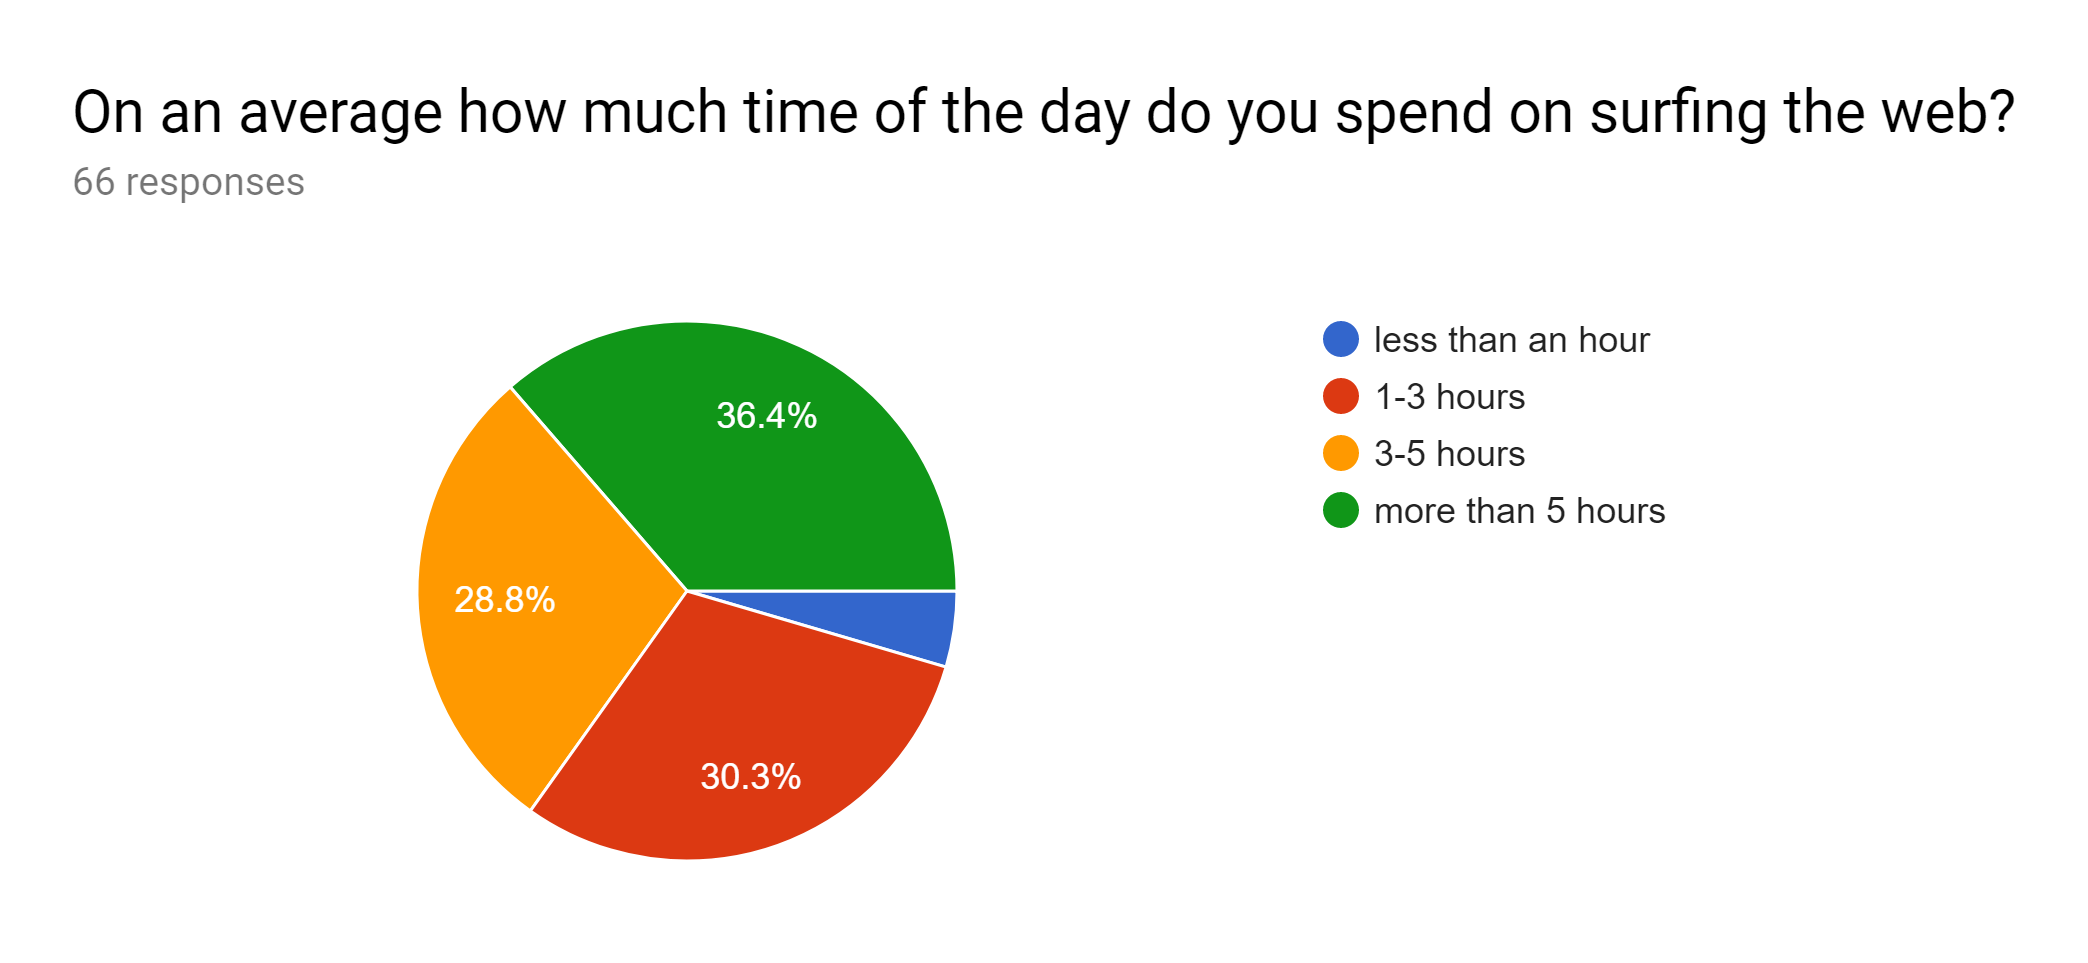 On an average how much time of the day do you spend on surfing the web?
66 responses
36.4%
28.8%
30.3%
less than an hour
1-3 hours
3-5 hours
more than 5 hours